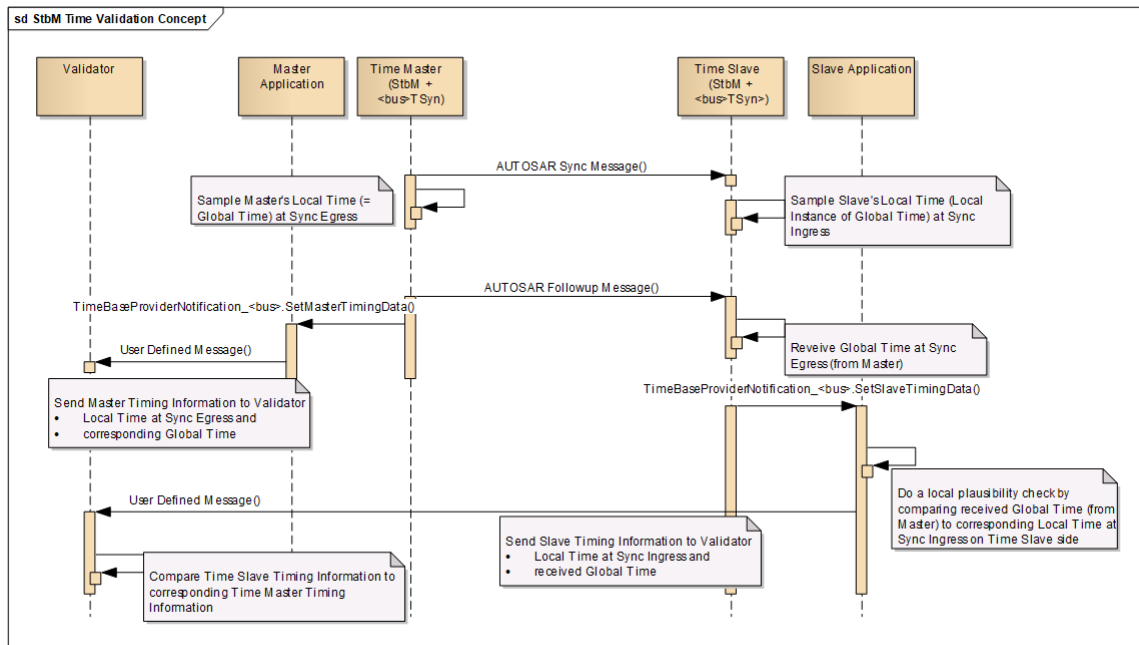 sd StbM Time Validation Concept
Validator
Master
Application
Time Master
(StbM +
<bus>TSyn)
Time Slave
(StbM +
<bus>TSyn>)
Slave Application
AUTOSAR Sync Message()
Sample Master's Local Time (=
Global Time) at Sync Egress
Sample Slave's Local Time (Local
Instance of Global Time) at Sync
Ingress
AUTOSAR Followup Message()
TimeBaseProviderNotification_<bus>.SetMasterTimingData()
User Defined Message()
Reveive Global Time at Sync
Egress (from Master)
Send Master Timing Information to Validator
• Local Time at Sync Egress and
• corresponding Global Time
TimeBaseProviderNotification_<bus>.SetSlaveTimingData()
Do a local plausibility check by
comparing received Global Time (from
Master) to corresponding Local Time at
Sync Ingress on Time Slave side
User Defined Message()
Send Slave Timing Information to Validator
• Local Time at Sync Ingress and
• received Global Time
Compare Time Slave Timing Information to
corresponding Time Master Timing
Information